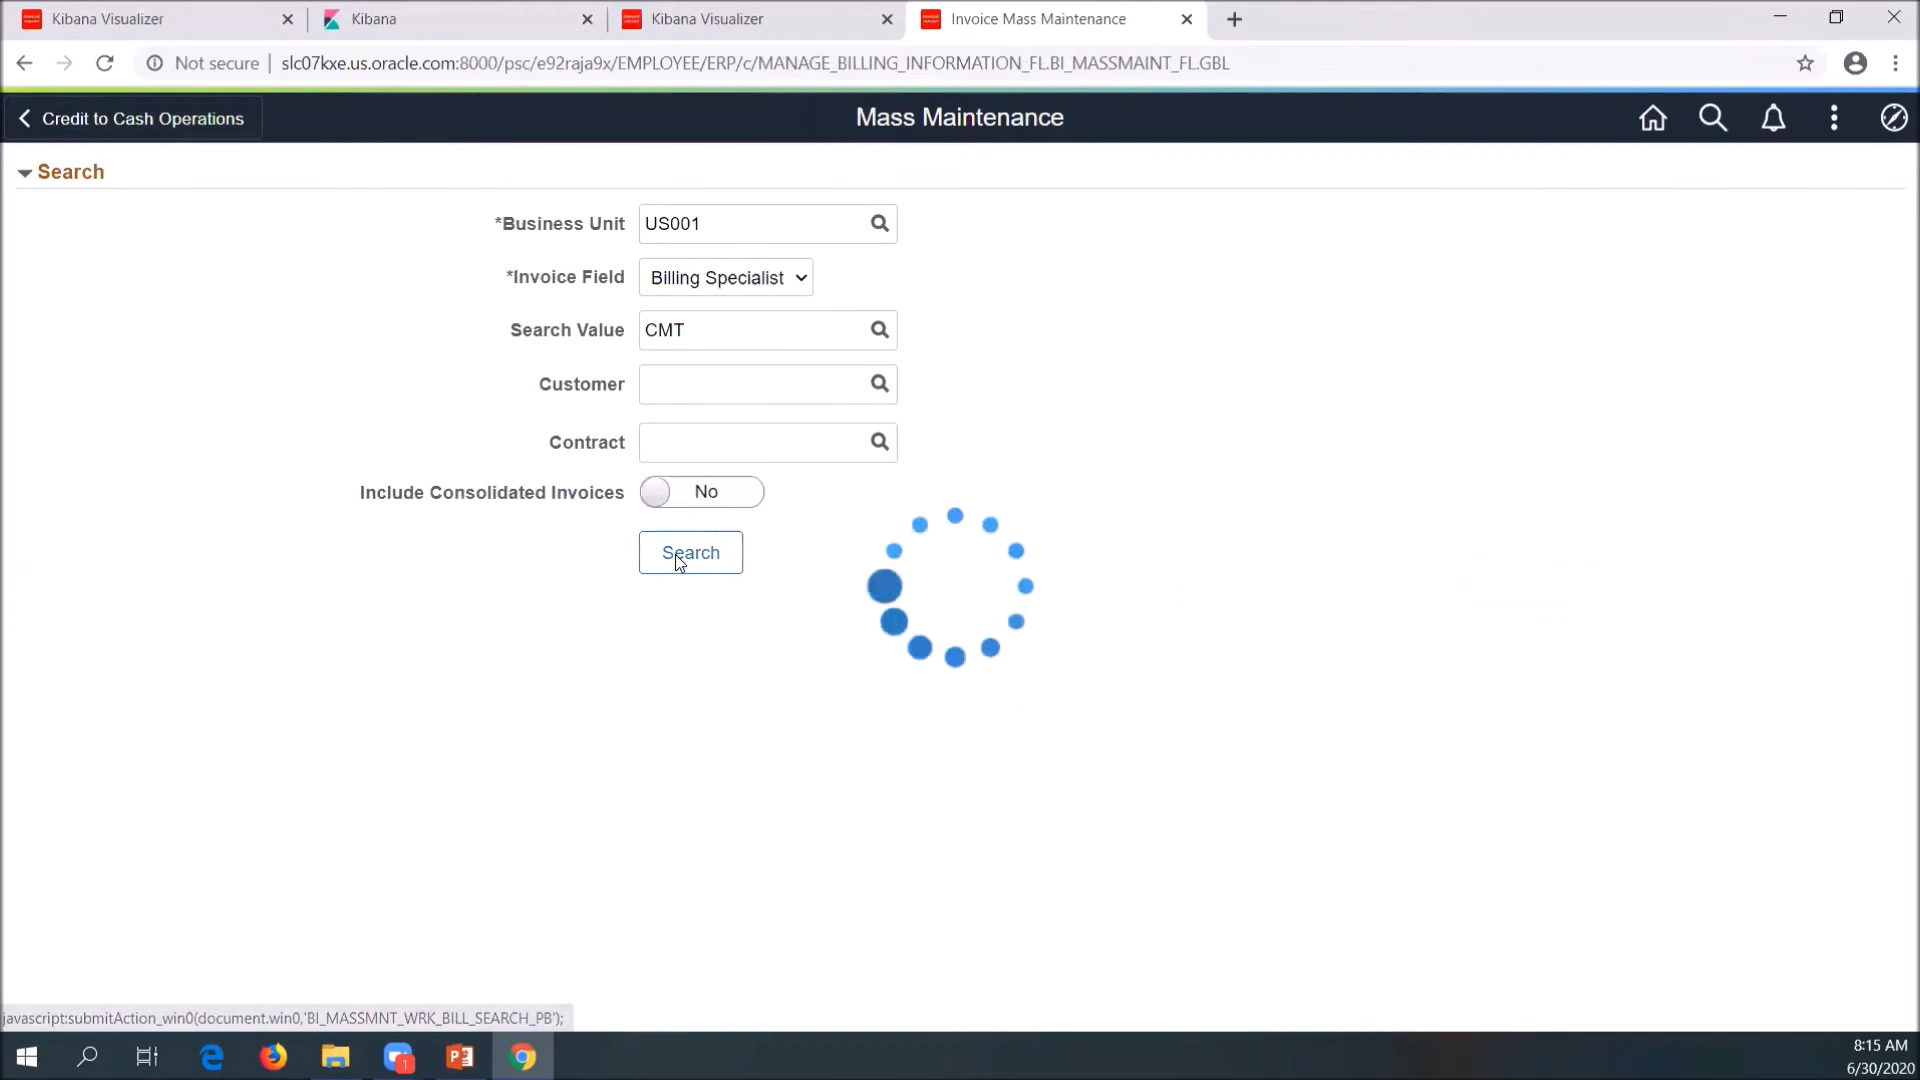 Kibana Visualizer
Kibana
Kibana Visualizer
Invoice Mass Maintenance
Not secure
slc07kxe.us.oracle.com:8000/psc/e92raja9x/EMPLOYEE/ERP/c/MANAGE_BILLING_INFORMATION_FL.BI_MASSMAINT_FL.GBL
Credit to Cash Operations
Mass Maintenance
Search
*Business Unit US001
*Invoice Field Billing Specialist
Search Value CMT
Customer
Contract
Include Consolidated Invoices No
Search
javascript:submitAction_win0(document.win0,'BI_MASSMNT_WRK_BILL_SEARCH_PB');
1
8:15 AM
6/30/2020